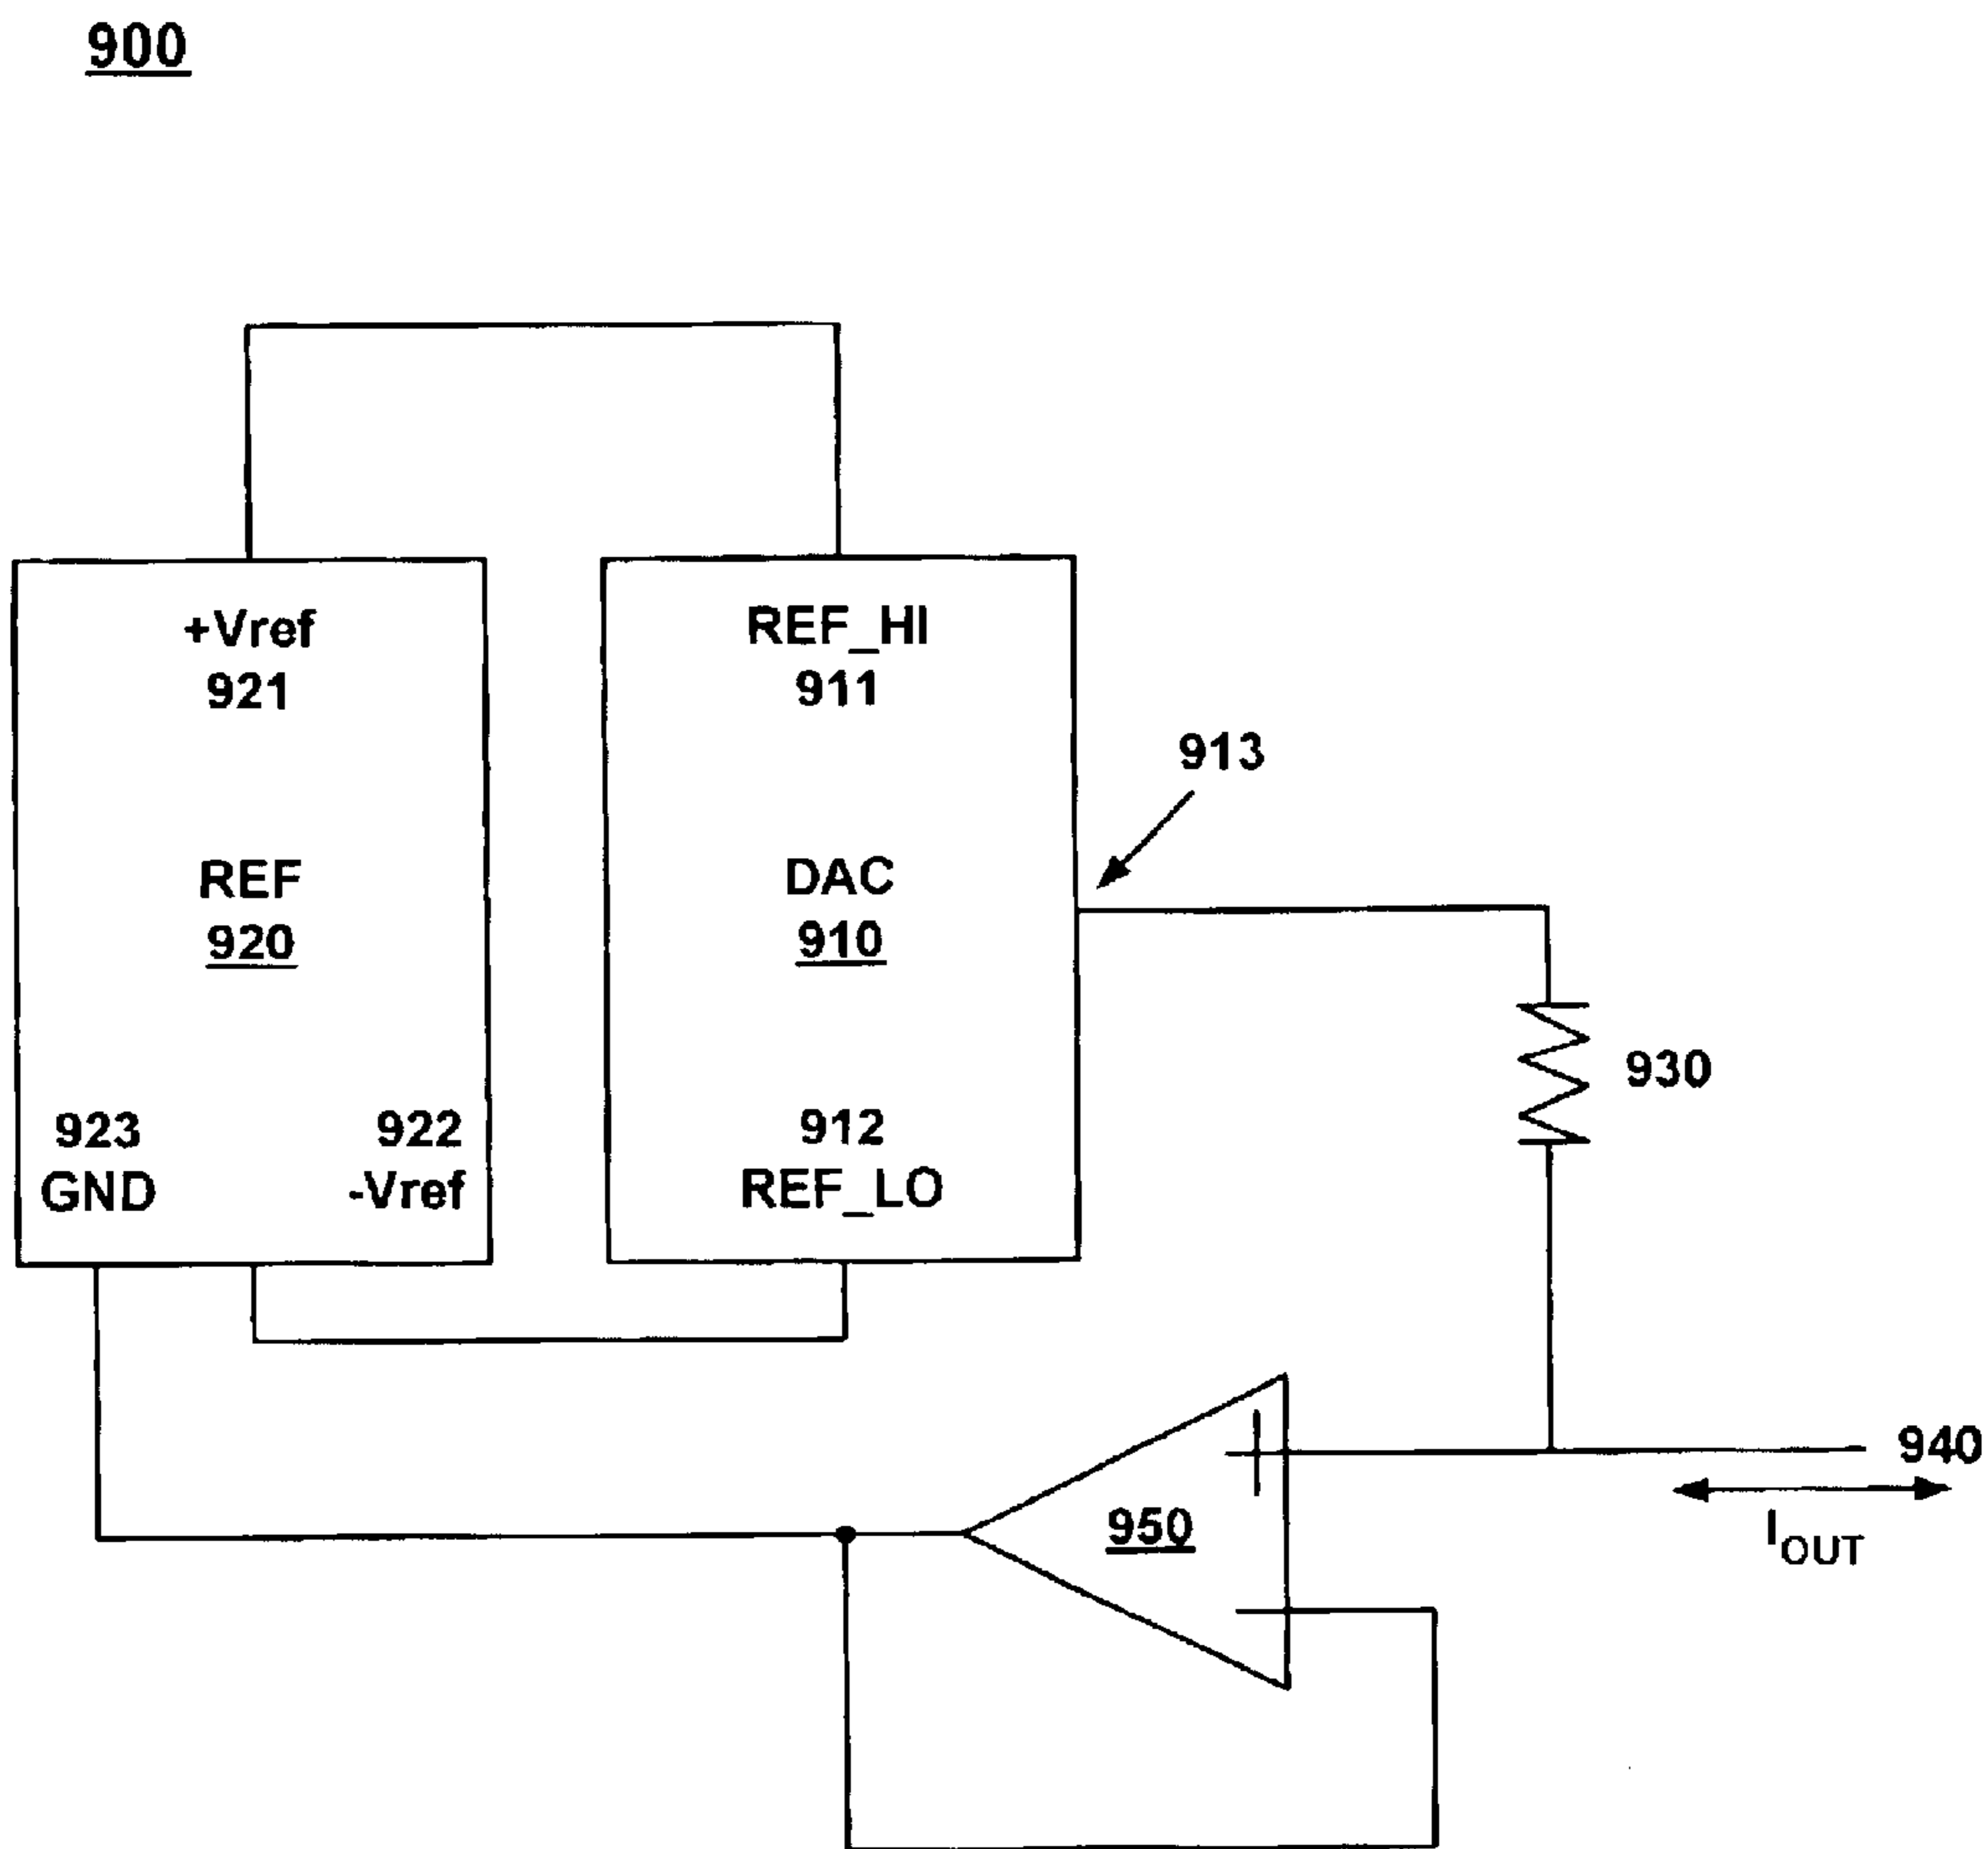 900
+Vref
921
REF_HI
911
913
REF
920
DAC
910
930
923
GND
922
-Vref
912
REF_LO
940
950
IOUT